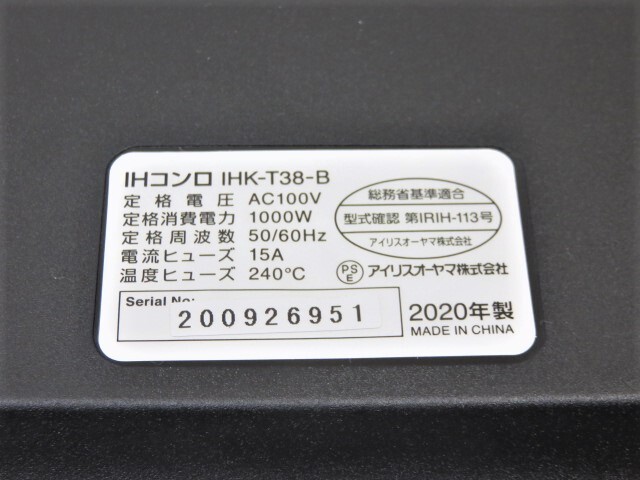 IHコンロ IHK-T38-B
定格電圧 AC100V
定格消費電力 1000W
定格周波数 50/60Hz
電流ヒューズ 15A
温度ヒューズ 240℃
総務省基準適合
型式確認 第IRIH-113号
アイリスオーヤマ株式会社
PSE アイリスオーヤマ株式会社
Serial No:
200926951
2020年製
MADE IN CHINA